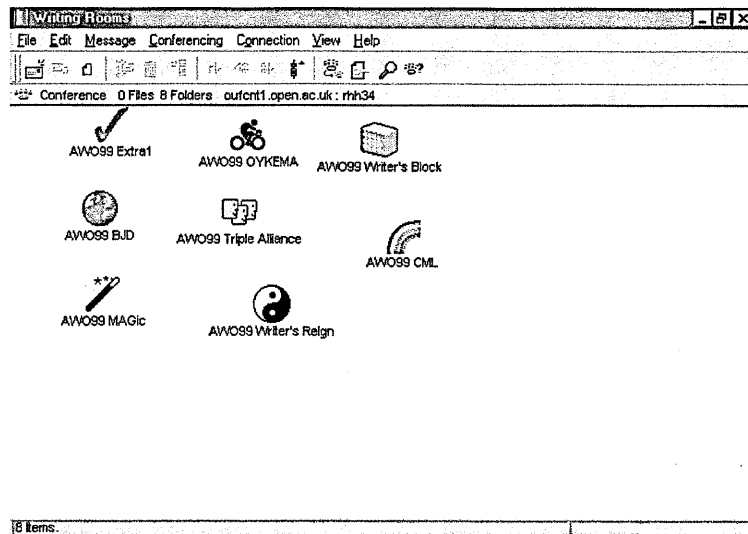 Writing Rooms
File Edit Message Conferencing Connection View Help
Conference 0 Files 8 Folders oufcnt1.open.ac.uk : rhh34
AWO99 Extra1
AWO99 OYKEMA
AWO99 Writer's Block
AWO99 BJD
AWO99 Triple Alliance
AWO99 CML
AWO99 MAGic
AWO99 Writer's Reign
8 Items.